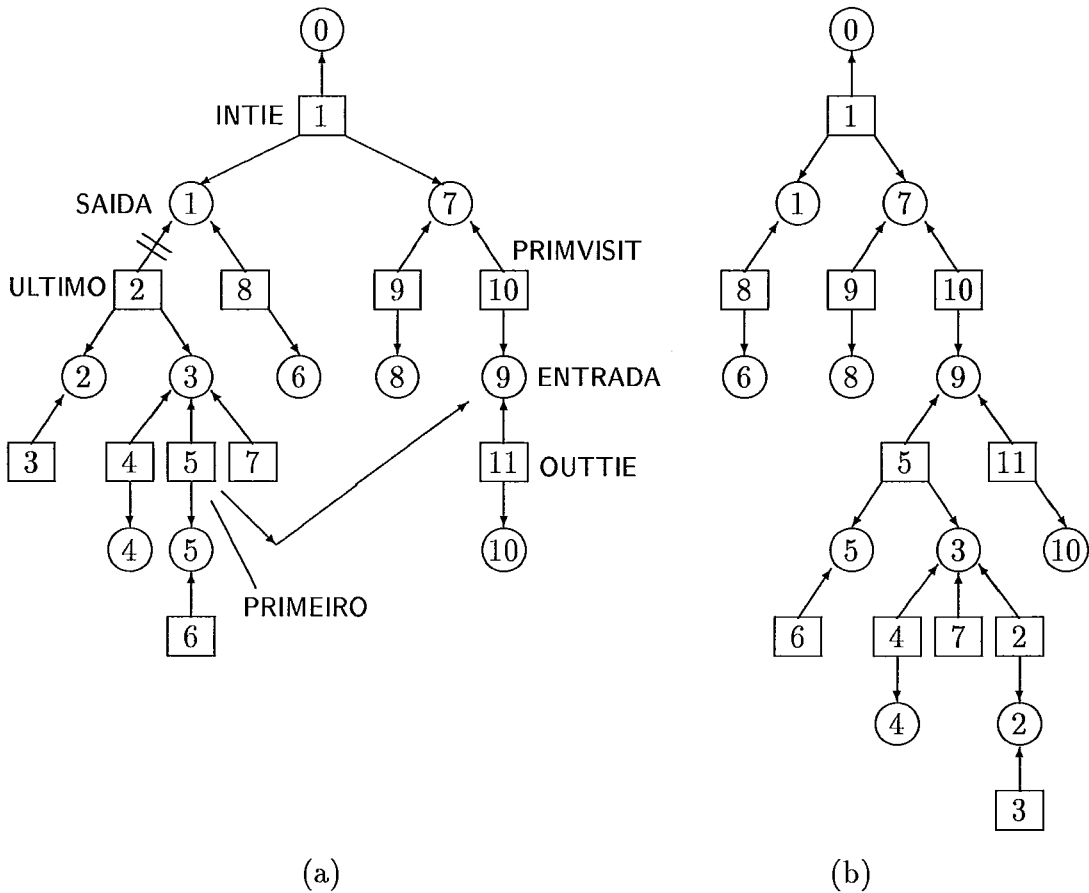 0 0
INTIE 1 1
SAIDA 1 7 1 7
PRIMVISIT
ULTIMO 2 8 9 10 8 9 10
2 3 6 8 9 ENTRADA 6 8 9
3 4 5 7 11 OUTTIE 5 11
4 5 10 5 3 10
PRIMEIRO
6 6 4 7 2
4 2
3
(a) (b)